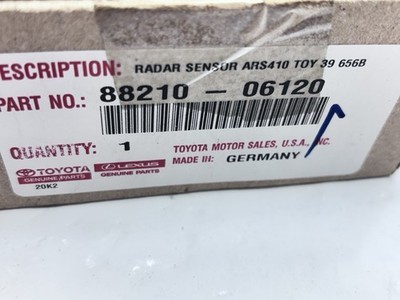 DESCRIPTION: RADAR SENSOR ARS410 TOY 39 656B
PART NO.: 88210 - 06120
QUANTITY: 1 TOYOTA MOTOR SALES, U.S.A., INC.
TOYOTA LEXUS MADE IN: GERMANY
GENUINE PARTS GENUINE PARTS
20K2